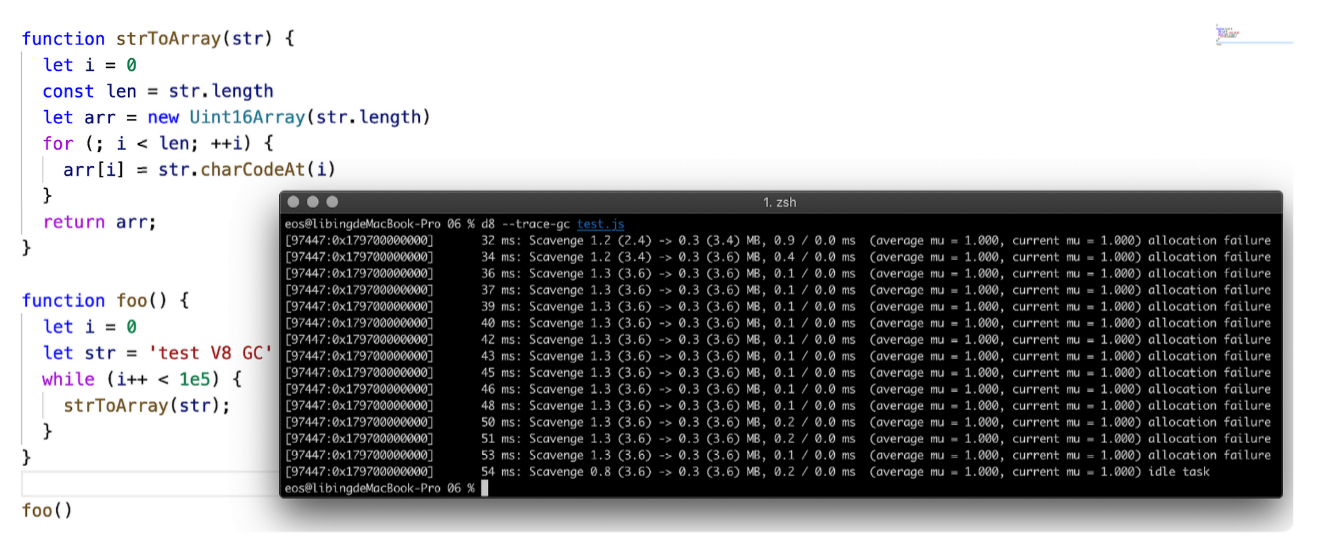 function strToArray(str) {
let i = 0
const len = str.length
let arr = new Uint16Array(str.length)
for (; i < len; ++i) {
arr[i] = str.charCodeAt(i)
}
return arr;
}
function foo() {
let i = 0
let str = 'test V8 GC'
while (i++ < 1e5) {
strToArray(str);
}
}
foo()
1. zsh
eos@libingdeMacBook-Pro 06 % d8 --trace-gc test.js
[97447:0x179700000000] 32 ms: Scavenge 1.2 (2.4) -> 0.3 (3.4) MB, 0.9 / 0.0 ms (average mu = 1.000, current mu = 1.000) allocation failure
[97447:0x179700000000] 34 ms: Scavenge 1.2 (3.4) -> 0.3 (3.6) MB, 0.4 / 0.0 ms (average mu = 1.000, current mu = 1.000) allocation failure
[97447:0x179700000000] 36 ms: Scavenge 1.3 (3.6) -> 0.3 (3.6) MB, 0.1 / 0.0 ms (average mu = 1.000, current mu = 1.000) allocation failure
[97447:0x179700000000] 37 ms: Scavenge 1.3 (3.6) -> 0.3 (3.6) MB, 0.1 / 0.0 ms (average mu = 1.000, current mu = 1.000) allocation failure
[97447:0x179700000000] 39 ms: Scavenge 1.3 (3.6) -> 0.3 (3.6) MB, 0.1 / 0.0 ms (average mu = 1.000, current mu = 1.000) allocation failure
[97447:0x179700000000] 40 ms: Scavenge 1.3 (3.6) -> 0.3 (3.6) MB, 0.1 / 0.0 ms (average mu = 1.000, current mu = 1.000) allocation failure
[97447:0x179700000000] 42 ms: Scavenge 1.3 (3.6) -> 0.3 (3.6) MB, 0.1 / 0.0 ms (average mu = 1.000, current mu = 1.000) allocation failure
[97447:0x179700000000] 43 ms: Scavenge 1.3 (3.6) -> 0.3 (3.6) MB, 0.1 / 0.0 ms (average mu = 1.000, current mu = 1.000) allocation failure
[97447:0x179700000000] 45 ms: Scavenge 1.3 (3.6) -> 0.3 (3.6) MB, 0.1 / 0.0 ms (average mu = 1.000, current mu = 1.000) allocation failure
[97447:0x179700000000] 46 ms: Scavenge 1.3 (3.6) -> 0.3 (3.6) MB, 0.1 / 0.0 ms (average mu = 1.000, current mu = 1.000) allocation failure
[97447:0x179700000000] 48 ms: Scavenge 1.3 (3.6) -> 0.3 (3.6) MB, 0.1 / 0.0 ms (average mu = 1.000, current mu = 1.000) allocation failure
[97447:0x179700000000] 50 ms: Scavenge 1.3 (3.6) -> 0.3 (3.6) MB, 0.2 / 0.0 ms (average mu = 1.000, current mu = 1.000) allocation failure
[97447:0x179700000000] 51 ms: Scavenge 1.3 (3.6) -> 0.3 (3.6) MB, 0.2 / 0.0 ms (average mu = 1.000, current mu = 1.000) allocation failure
[97447:0x179700000000] 53 ms: Scavenge 1.3 (3.6) -> 0.3 (3.6) MB, 0.1 / 0.0 ms (average mu = 1.000, current mu = 1.000) allocation failure
[97447:0x179700000000] 54 ms: Scavenge 0.8 (3.6) -> 0.3 (3.6) MB, 0.2 / 0.0 ms (average mu = 1.000, current mu = 1.000) idle task
eos@libingdeMacBook-Pro 06 %